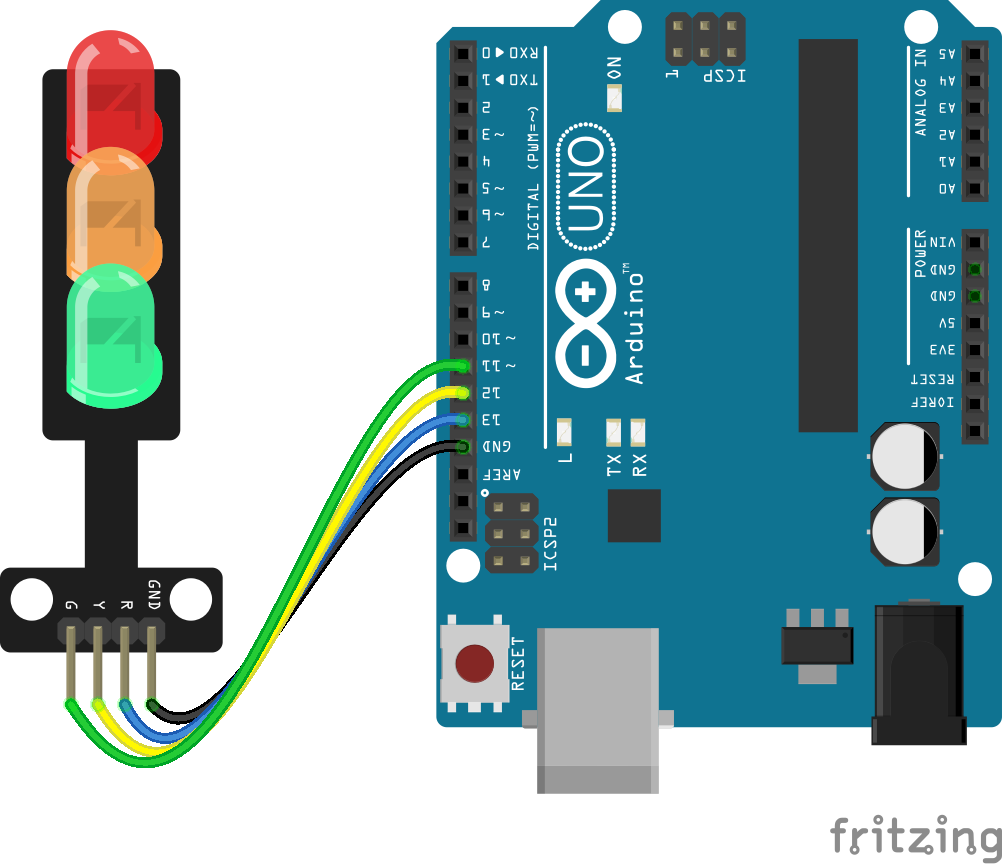 G
Y
R
GND
RX0 ◀ 0
TX0 ▶ 1
2
~3
4
~5
~6
7
8
~9
~10
~11
12
13
GND
AREF
DIGITAL (PWM=~)
ON
1
ICSP
UNO
Arduino™
L
TX
RX
ICSP2
RESET
ANALOG IN
A5
A4
A3
A2
A1
A0
POWER
VIN
GND
GND
5V
3V3
RESET
IOREF
fritzing